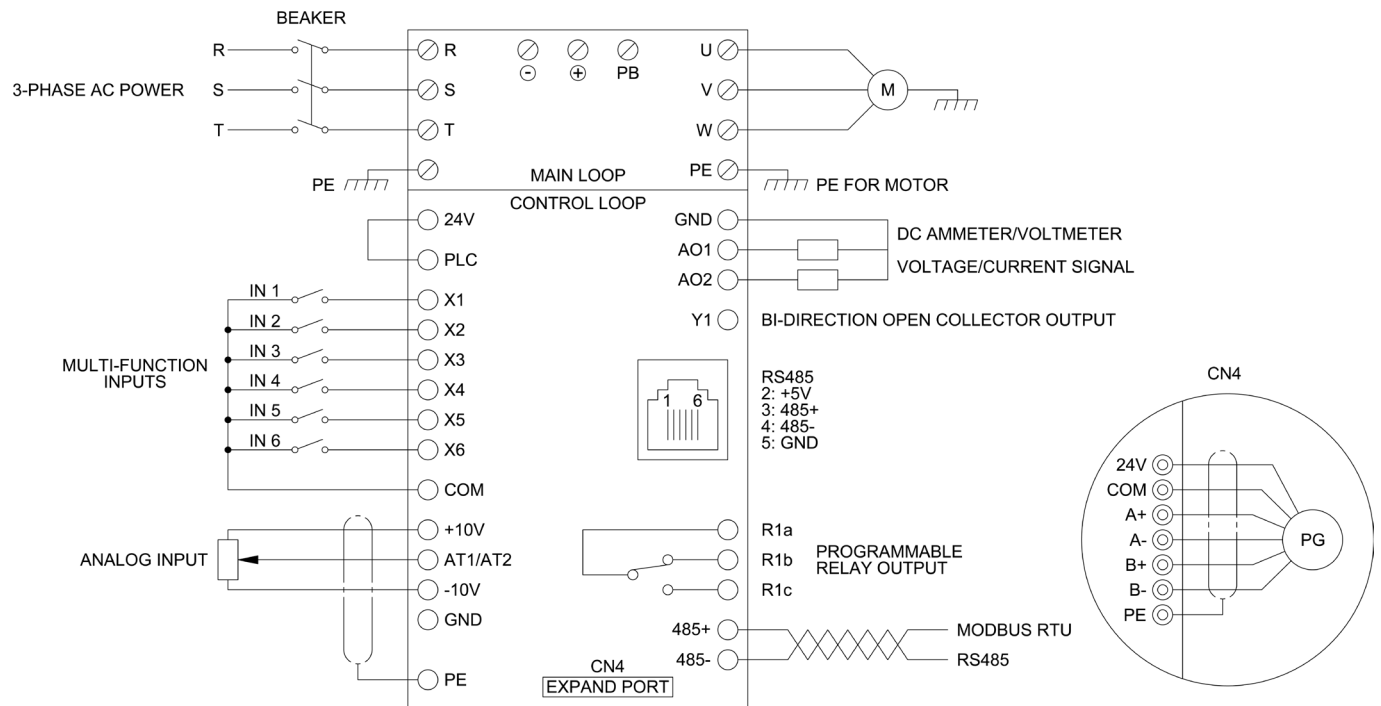 BEAKER
R
S
T
3-PHASE AC POWER
R
S
T
PE
⊖
⊕
PB
U
V
W
PE
M
MAIN LOOP
PE FOR MOTOR
CONTROL LOOP
24V
PLC
GND
AO1
AO2
DC AMMETER/VOLTMETER
VOLTAGE/CURRENT SIGNAL
Y1
BI-DIRECTION OPEN COLLECTOR OUTPUT
MULTI-FUNCTION
INPUTS
IN 1
IN 2
IN 3
IN 4
IN 5
IN 6
X1
X2
X3
X4
X5
X6
COM
1 6
RS485
2: +5V
3: 485+
4: 485-
5: GND
ANALOG INPUT
+10V
AT1/AT2
-10V
GND
PE
R1a
R1b
R1c
PROGRAMMABLE
RELAY OUTPUT
485+
485-
MODBUS RTU
RS485
CN4
EXPAND PORT
CN4
24V
COM
A+
A-
B+
B-
PE
PG